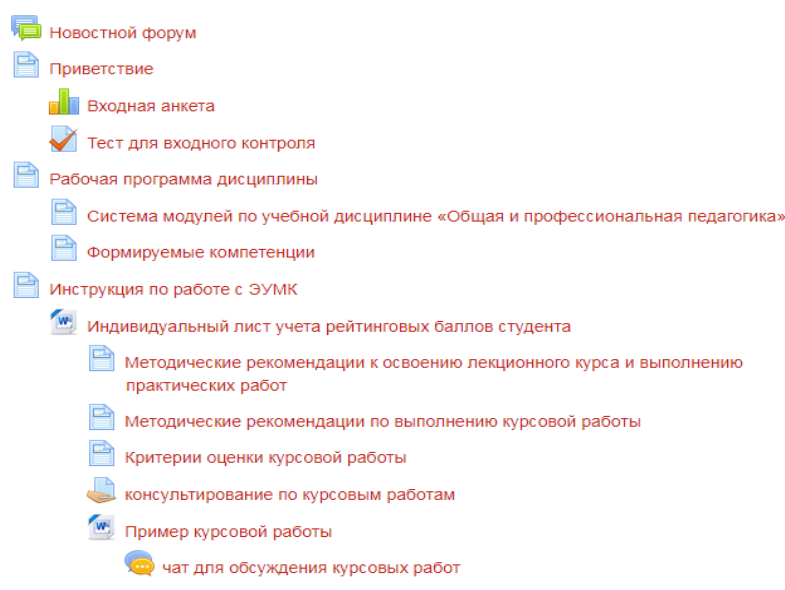 Новостной форум
Приветствие
Входная анкета
Тест для входного контроля
Рабочая программа дисциплины
Система модулей по учебной дисциплине «Общая и профессиональная педагогика»
Формируемые компетенции
Инструкция по работе с ЭУМК
Индивидуальный лист учета рейтинговых баллов студента
Методические рекомендации к освоению лекционного курса и выполнению
практических работ
Методические рекомендации по выполнению курсовой работы
Критерии оценки курсовой работы
консультирование по курсовым работам
Пример курсовой работы
чат для обсуждения курсовых работ